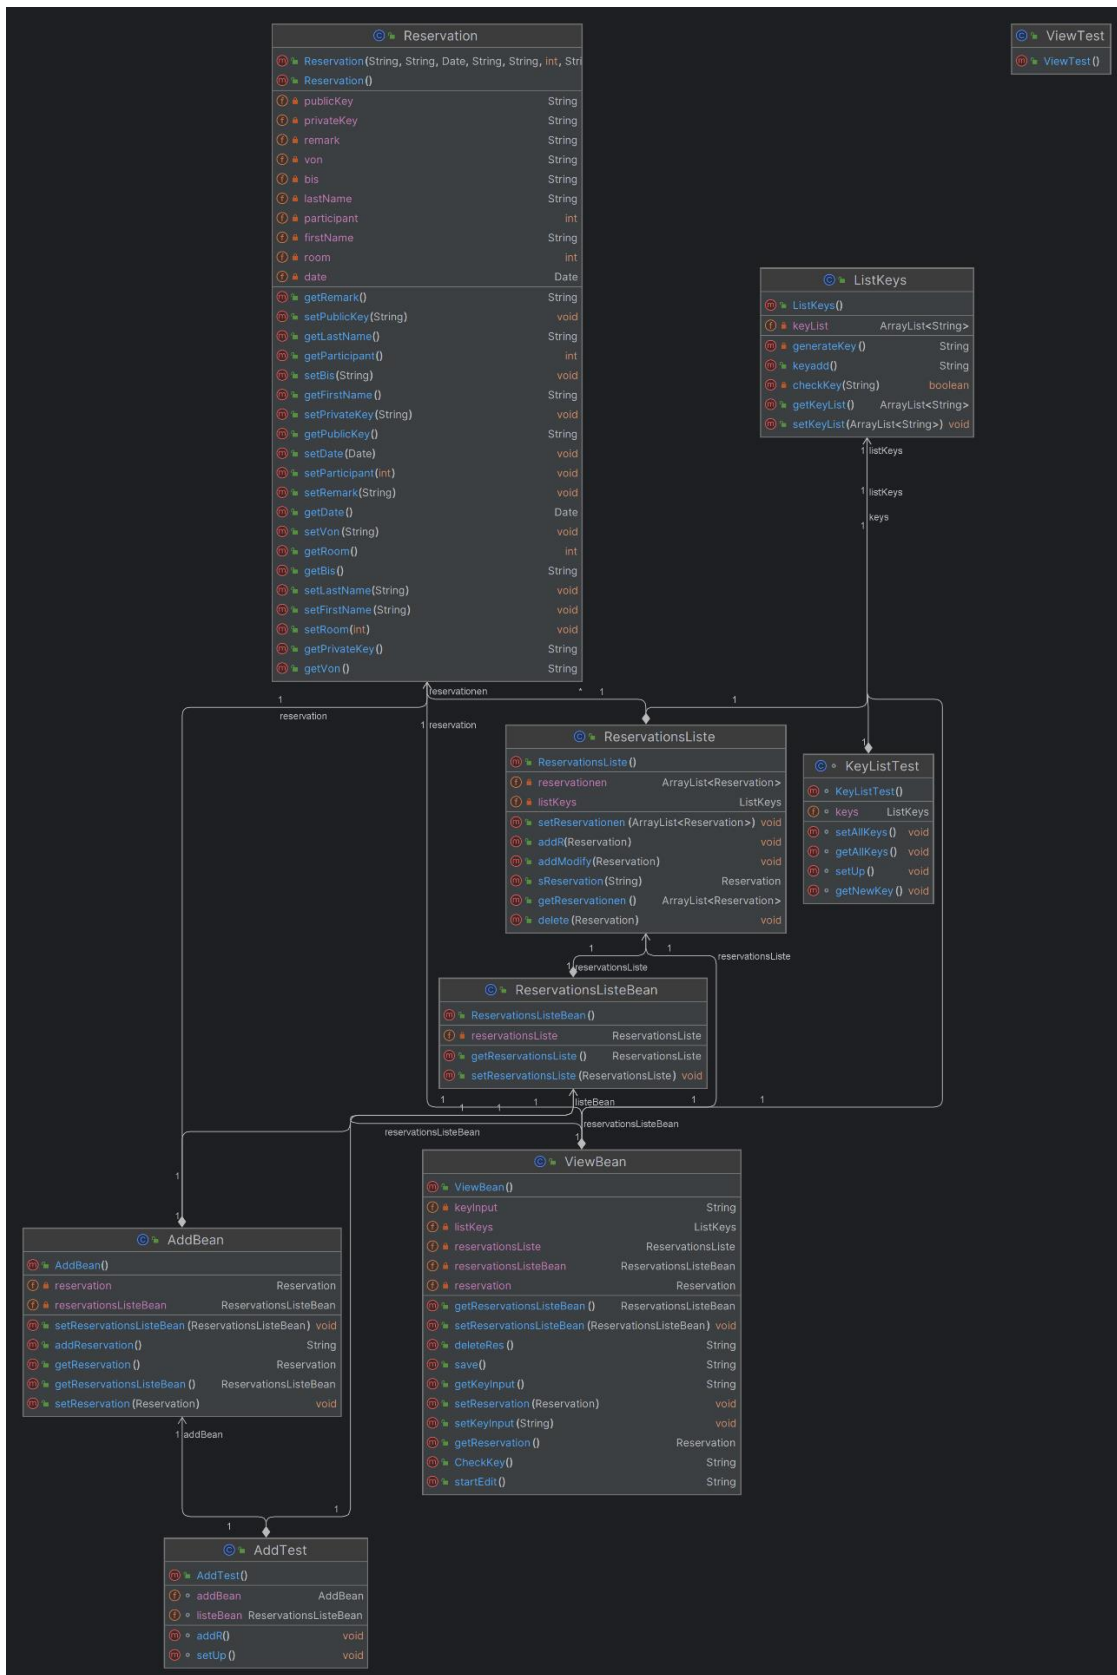 Reservation
Reservation(String, String, Date, String, String, int, Stri
Reservation()
publicKey String
privateKey String
remark String
von String
bis String
lastName String
participant int
firstName String
room int
date Date
getRemark() String
setPublicKey(String) void
getLastName() String
getParticipant() int
setBis(String) void
getFirstName() String
setPrivateKey(String) void
getPublicKey() String
setDate(Date) void
setParticipant(int) void
setRemark(String) void
getDate() Date
setVon(String) void
getRoom() int
getBis() String
setLastName(String) void
setFirstName(String) void
setRoom(int) void
getPrivateKey() String
getVon() String
ViewTest
ViewTest()
ListKeys
ListKeys()
keyList ArrayList<String>
generateKey() String
keyadd() String
checkKey(String) boolean
getKeyList() ArrayList<String>
setKeyList(ArrayList<String>) void
1 listKeys
1 listKeys
keys
1
reservationen
* 1
1
1
reservation
1 reservation
ReservationsListe
ReservationsListe()
reservationen ArrayList<Reservation>
listKeys ListKeys
setReservationen(ArrayList<Reservation>) void
addR(Reservation) void
addModify(Reservation) void
sReservation(String) Reservation
getReservationen() ArrayList<Reservation>
delete(Reservation) void
1
KeyListTest
KeyListTest()
keys ListKeys
setAllKeys() void
getAllKeys() void
setUp() void
getNewKey() void
1 1
reservationsListe
1 reservationsListe
ReservationsListeBean
ReservationsListeBean()
reservationsListe ReservationsListe
getReservationsListe() ReservationsListe
setReservationsListe(ReservationsListe) void
1 1 1 1 listeBean 1 1
reservationsListeBean
reservationsListeBean
1
ViewBean
ViewBean()
keyInput String
listKeys ListKeys
reservationsListe ReservationsListe
reservationsListeBean ReservationsListeBean
reservation Reservation
getReservationsListeBean() ReservationsListeBean
setReservationsListeBean(ReservationsListeBean) void
deleteRes() String
save() String
getKeyInput() String
setReservation(Reservation) void
setKeyInput(String) void
getReservation() Reservation
CheckKey() String
startEdit() String
1
1
AddBean
AddBean()
reservation Reservation
reservationsListeBean ReservationsListeBean
setReservationsListeBean(ReservationsListeBean) void
addReservation() String
getReservation() Reservation
getReservationsListeBean() ReservationsListeBean
setReservation(Reservation) void
1 addBean
1
1
AddTest
AddTest()
addBean AddBean
listeBean ReservationsListeBean
addR() void
setUp() void